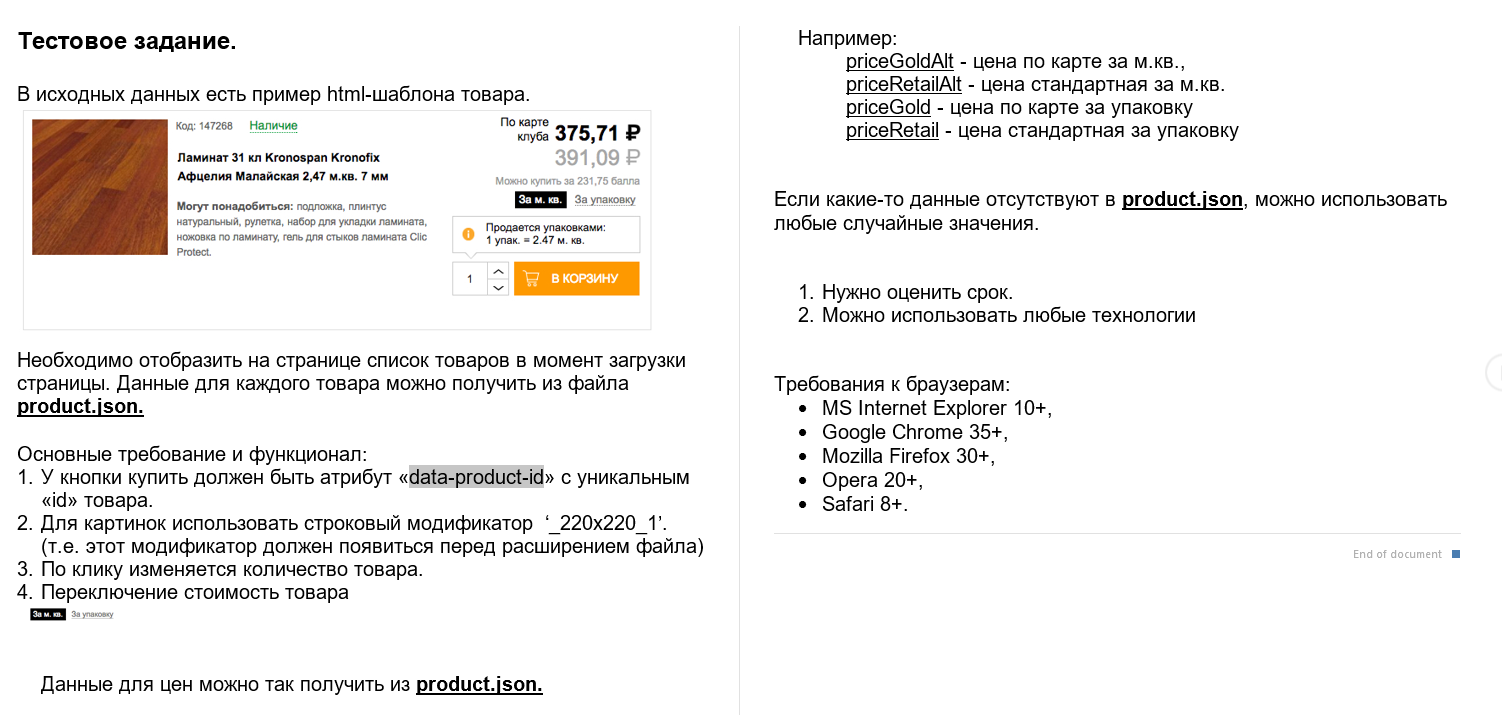 Тестовое задание.
В исходных данных есть пример html-шаблона товара.
Код: 147268 Наличие
Ламинат 31 кл Kronospan Kronofix
Афцелия Малайская 2,47 м.кв. 7 мм
Могут понадобиться: подложка, плинтус
натуральный, рулетка, набор для укладки ламината,
ножовка по ламинату, гель для стыков ламината Clic
Protect.
По карте
клуба 375,71 ₽
391,09 ₽
Можно купить за 231,75 балла
За м. кв. За упаковку
Продается упаковками:
1 упак. = 2.47 м. кв.
1 В КОРЗИНУ
Необходимо отобразить на странице список товаров в момент загрузки
страницы. Данные для каждого товара можно получить из файла
product.json.
Основные требование и функционал:
1. У кнопки купить должен быть атрибут «data-product-id» с уникальным
«id» товара.
2. Для картинок использовать строковый модификатор ‘_220x220_1’.
(т.е. этот модификатор должен появиться перед расширением файла)
3. По клику изменяется количество товара.
4. Переключение стоимость товара
За м. кв. За упаковку
Данные для цен можно так получить из product.json.
Например:
priceGoldAlt - цена по карте за м.кв.,
priceRetailAlt - цена стандартная за м.кв.
priceGold - цена по карте за упаковку
priceRetail - цена стандартная за упаковку
Если какие-то данные отсутствуют в product.json, можно использовать
любые случайные значения.
1. Нужно оценить срок.
2. Можно использовать любые технологии
Требования к браузерам:
• MS Internet Explorer 10+,
• Google Chrome 35+,
• Mozilla Firefox 30+,
• Opera 20+,
• Safari 8+.
End of document